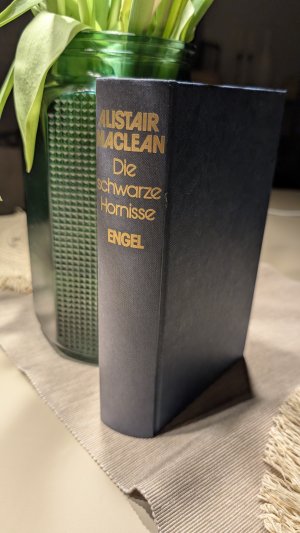 ALISTAIR
MACLEAN
Die
schwarze
Hornisse
ENGEL